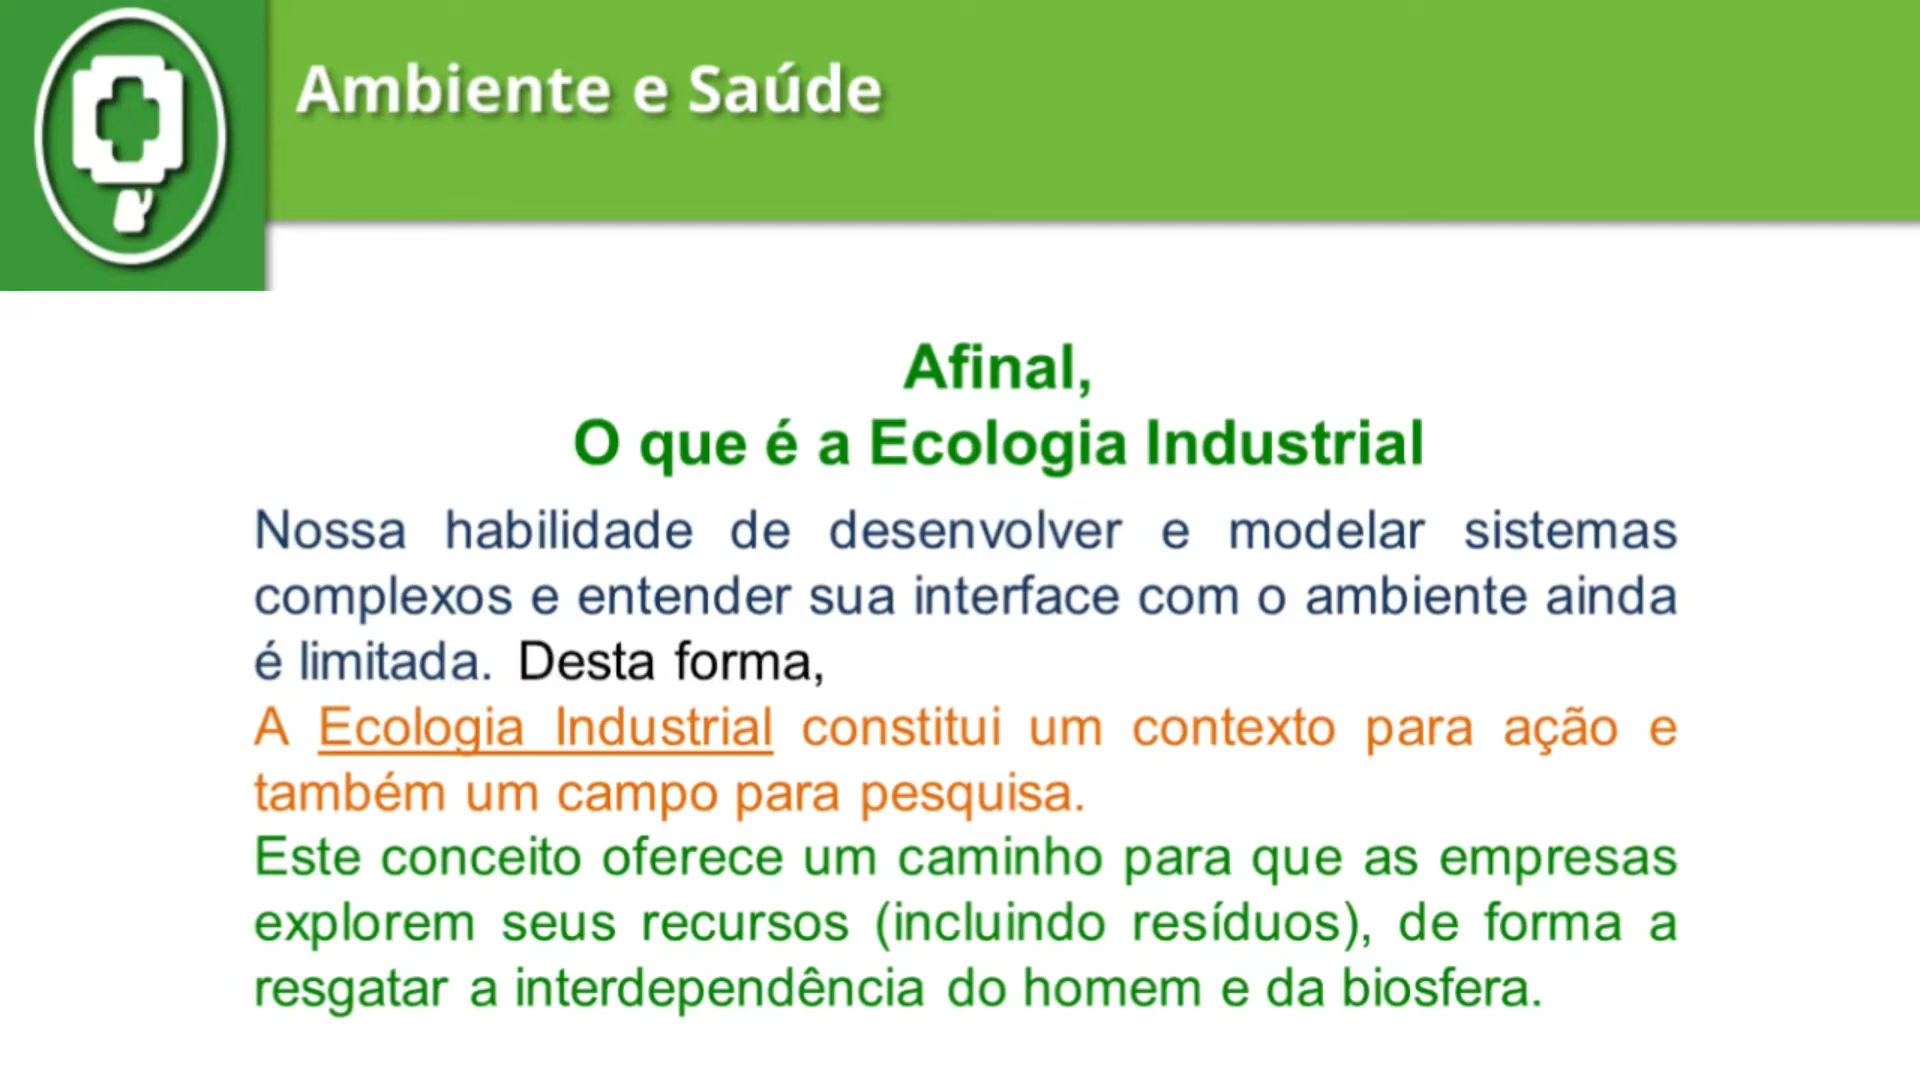 Ambiente e Saúde
Afinal,
O que é a Ecologia Industrial
Nossa habilidade de desenvolver e modelar sistemas
complexos e entender sua interface com o ambiente ainda
é limitada. Desta forma,
A Ecologia Industrial constitui um contexto para ação e
também um campo para pesquisa.
Este conceito oferece um caminho para que as empresas
explorem seus recursos (incluindo resíduos), de forma a
resgatar a interdependência do homem e da biosfera.